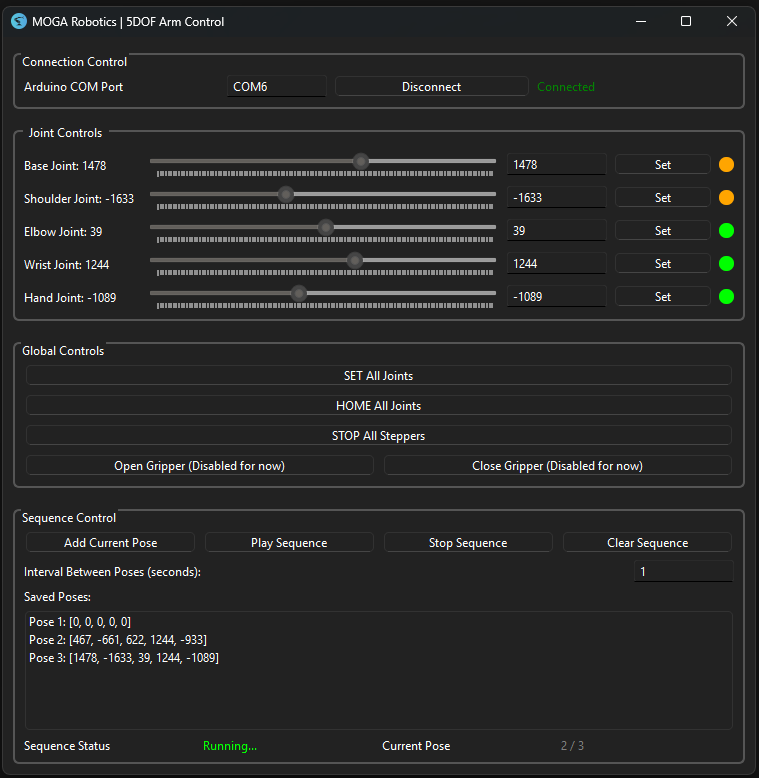 MOGA Robotics | 5DOF Arm Control
Connection Control
Arduino COM Port COM6 Disconnect Connected
Joint Controls
Base Joint: 1478 1478 Set
Shoulder Joint: -1633 -1633 Set
Elbow Joint: 39 39 Set
Wrist Joint: 1244 1244 Set
Hand Joint: -1089 -1089 Set
Global Controls
SET All Joints
HOME All Joints
STOP All Steppers
Open Gripper (Disabled for now) Close Gripper (Disabled for now)
Sequence Control
Add Current Pose Play Sequence Stop Sequence Clear Sequence
Interval Between Poses (seconds): 1
Saved Poses:
Pose 1: [0, 0, 0, 0, 0]
Pose 2: [467, -661, 622, 1244, -933]
Pose 3: [1478, -1633, 39, 1244, -1089]
Sequence Status Running... Current Pose 2 / 3